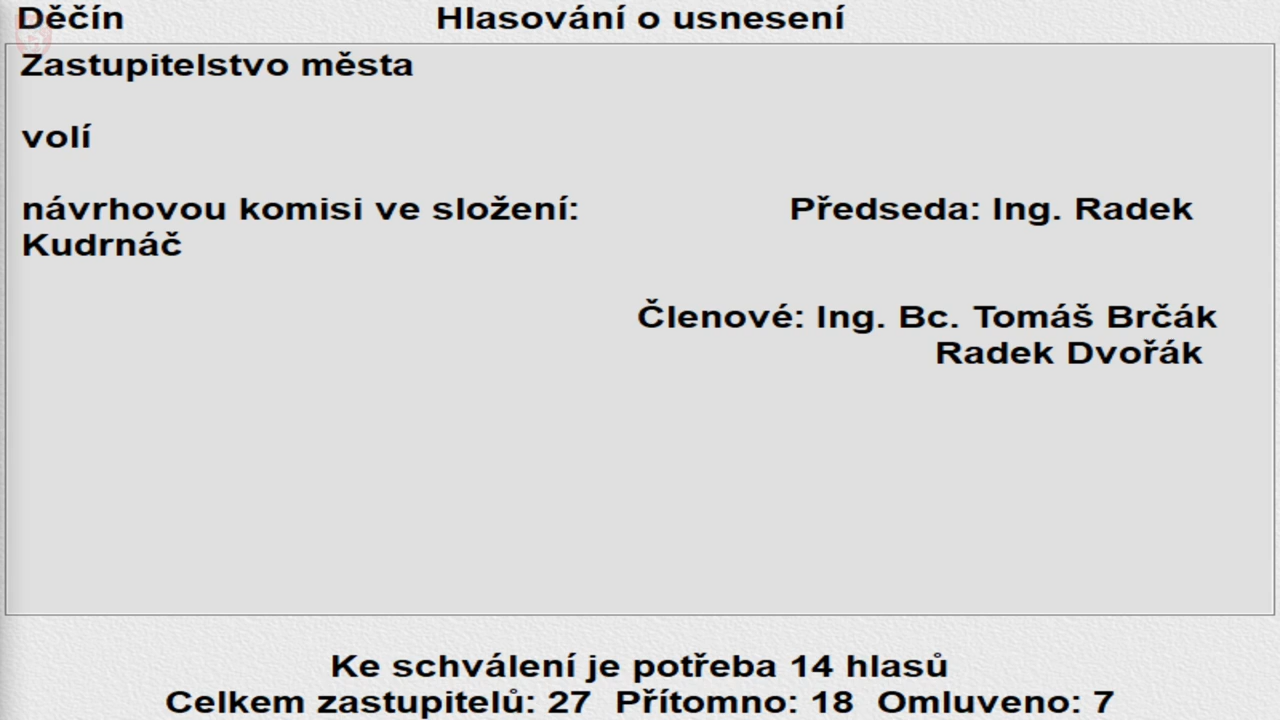 Děčín Hlasování o usnesení
Zastupitelstvo města
volí
návrhovou komisi ve složení: Předseda: Ing. Radek
Kudrnáč
Členové: Ing. Bc. Tomáš Brčák
Radek Dvořák
Ke schválení je potřeba 14 hlasů
Celkem zastupitelů: 27 Přítomno: 18 Omluveno: 7